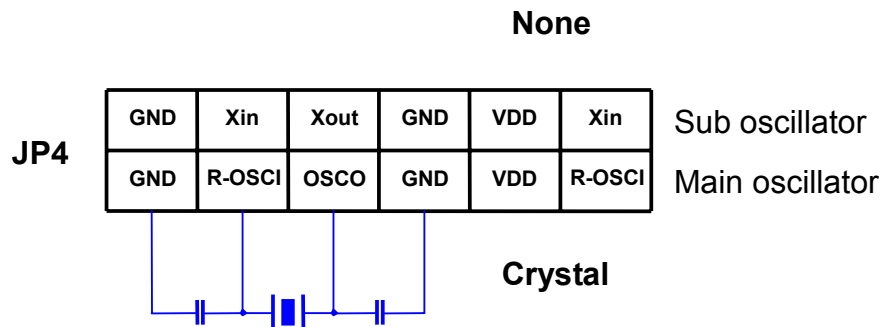 None
GND Xin Xout GND VDD Xin Sub oscillator
JP4
GND R-OSCI OSCO GND VDD R-OSCI Main oscillator
Crystal